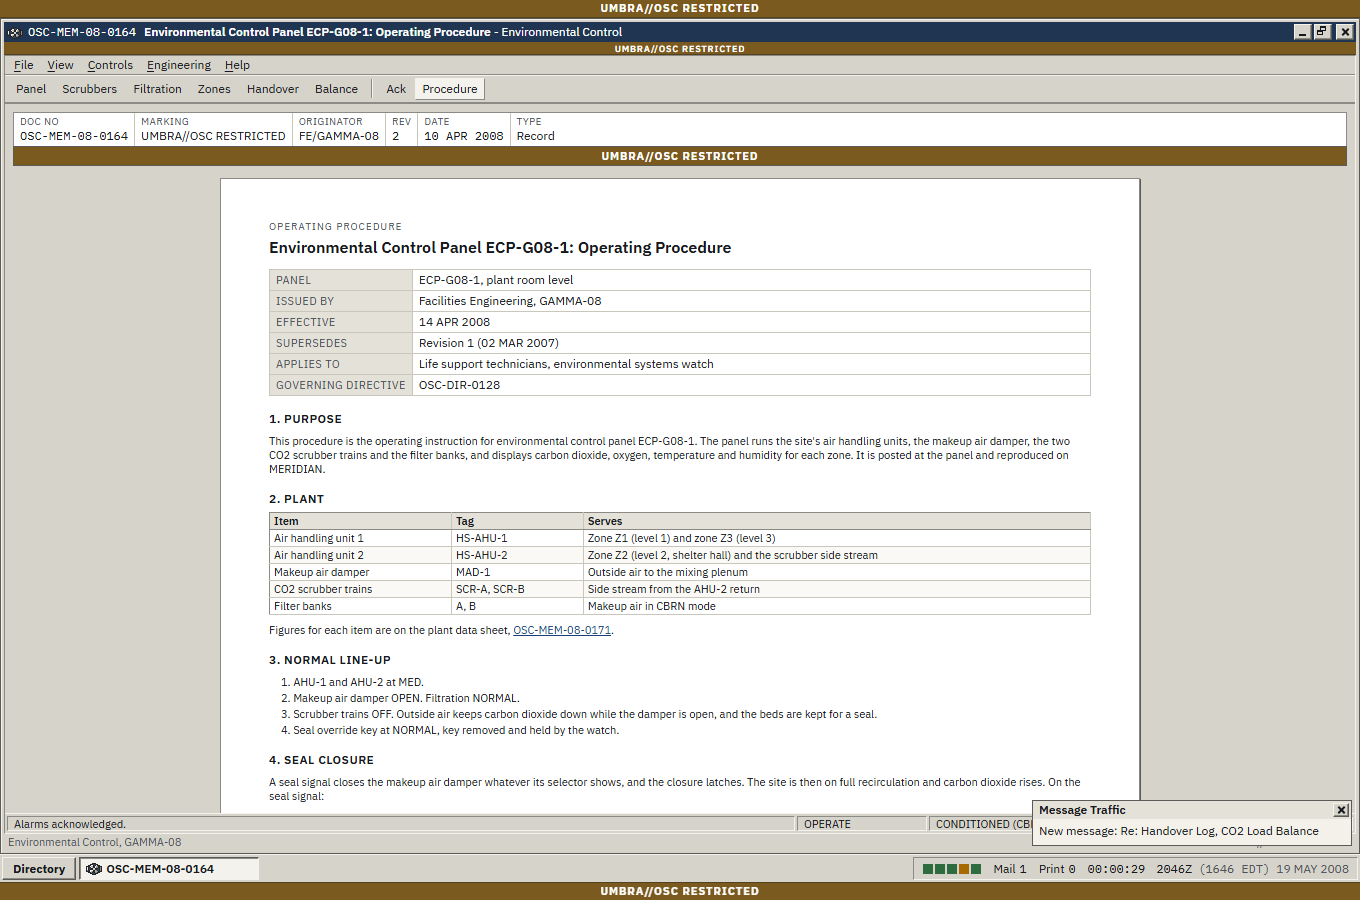 UMBRA//OSC RESTRICTED
OSC-MEM-08-0164 Environmental Control Panel ECP-G08-1: Operating Procedure - Environmental Control
UMBRA//OSC RESTRICTED
File View Controls Engineering Help
Panel Scrubbers Filtration Zones Handover Balance Ack Procedure
DOC NO MARKING ORIGINATOR REV DATE TYPE
OSC-MEM-08-0164 UMBRA//OSC RESTRICTED FE/GAMMA-08 2 10 APR 2008 Record
UMBRA//OSC RESTRICTED
OPERATING PROCEDURE
Environmental Control Panel ECP-G08-1: Operating Procedure
PANEL ECP-G08-1, plant room level
ISSUED BY Facilities Engineering, GAMMA-08
EFFECTIVE 14 APR 2008
SUPERSEDES Revision 1 (02 MAR 2007)
APPLIES TO Life support technicians, environmental systems watch
GOVERNING DIRECTIVE OSC-DIR-0128
1. PURPOSE
This procedure is the operating instruction for environmental control panel ECP-G08-1. The panel runs the site's air handling units, the makeup air damper, the two
CO2 scrubber trains and the filter banks, and displays carbon dioxide, oxygen, temperature and humidity for each zone. It is posted at the panel and reproduced on
MERIDIAN.
2. PLANT
Item Tag Serves
Air handling unit 1 HS-AHU-1 Zone Z1 (level 1) and zone Z3 (level 3)
Air handling unit 2 HS-AHU-2 Zone Z2 (level 2, shelter hall) and the scrubber side stream
Makeup air damper MAD-1 Outside air to the mixing plenum
CO2 scrubber trains SCR-A, SCR-B Side stream from the AHU-2 return
Filter banks A, B Makeup air in CBRN mode
Figures for each item are on the plant data sheet, OSC-MEM-08-0171.
3. NORMAL LINE-UP
1. AHU-1 and AHU-2 at MED.
2. Makeup air damper OPEN. Filtration NORMAL.
3. Scrubber trains OFF. Outside air keeps carbon dioxide down while the damper is open, and the beds are kept for a seal.
4. Seal override key at NORMAL, key removed and held by the watch.
4. SEAL CLOSURE
A seal signal closes the makeup air damper whatever its selector shows, and the closure latches. The site is then on full recirculation and carbon dioxide rises. On the
seal signal:
Message Traffic
New message: Re: Handover Log, CO2 Load Balance
Alarms acknowledged. OPERATE CONDITIONED (CB
Environmental Control, GAMMA-08
Directory OSC-MEM-08-0164 Mail 1 Print 0 00:00:29 2046Z (1646 EDT) 19 MAY 2008
UMBRA//OSC RESTRICTED